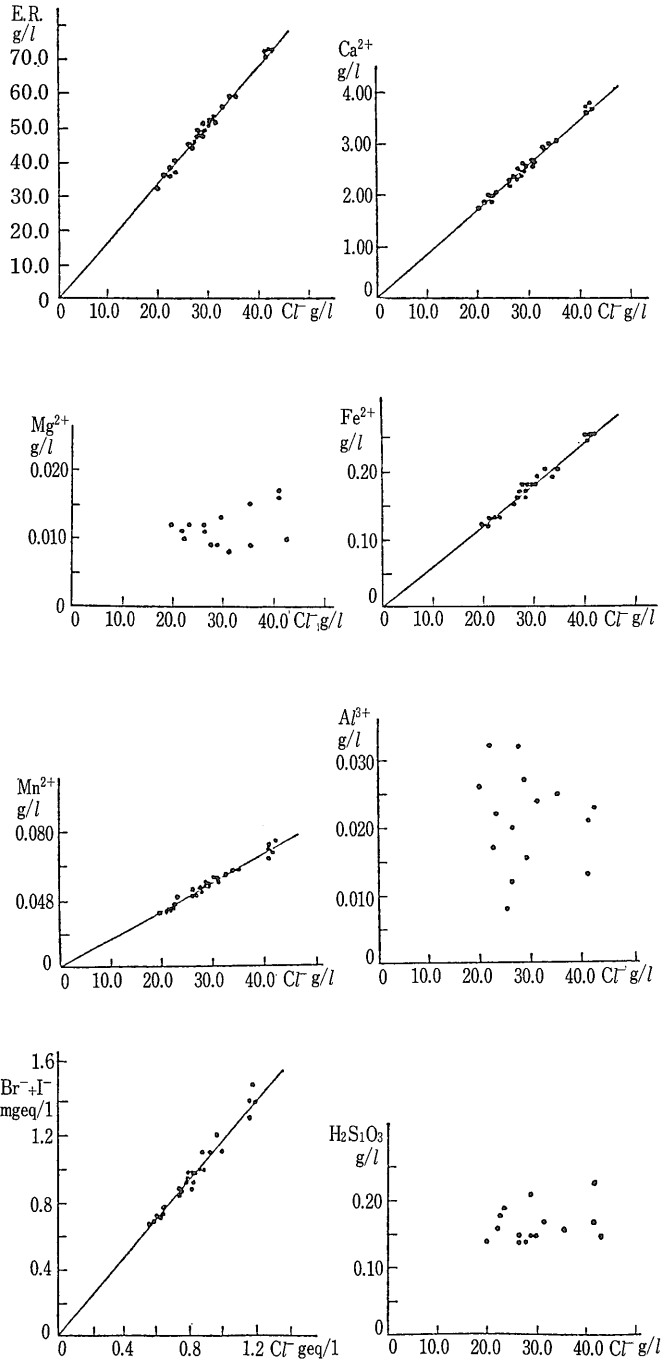 E.R.
g/l
70.0
60.0
50.0
40.0
30.0
20.0
10.0
0
0 10.0 20.0 30.0 40.0 Cl⁻ g/l
Ca²⁺
g/l
4.00
3.00
2.00
1.00
0
0 10.0 20.0 30.0 40.0 Cl⁻ g/l
Mg²⁺
g/l
0.020
0.010
0
0 10.0 20.0 30.0 40.0 Cl⁻ g/l
Fe²⁺
g/l
0.20
0.10
0
0 10.0 20.0 30.0 40.0 Cl⁻ g/l
Mn²⁺
g/l
0.080
0.048
0
0 10.0 20.0 30.0 40.0 Cl⁻ g/l
Al³⁺
g/l
0.030
0.020
0.010
0
0 10.0 20.0 30.0 40.0 Cl⁻ g/l
1.6
Br⁻+I⁻
mgeq/1
1.2
0.8
0.4
0
0 0.4 0.8 1.2 Cl⁻ geq/1
H₂S₁O₃
g/l
0.20
0.10
0
0 10.0 20.0 30.0 40.0 Cl⁻ g/l